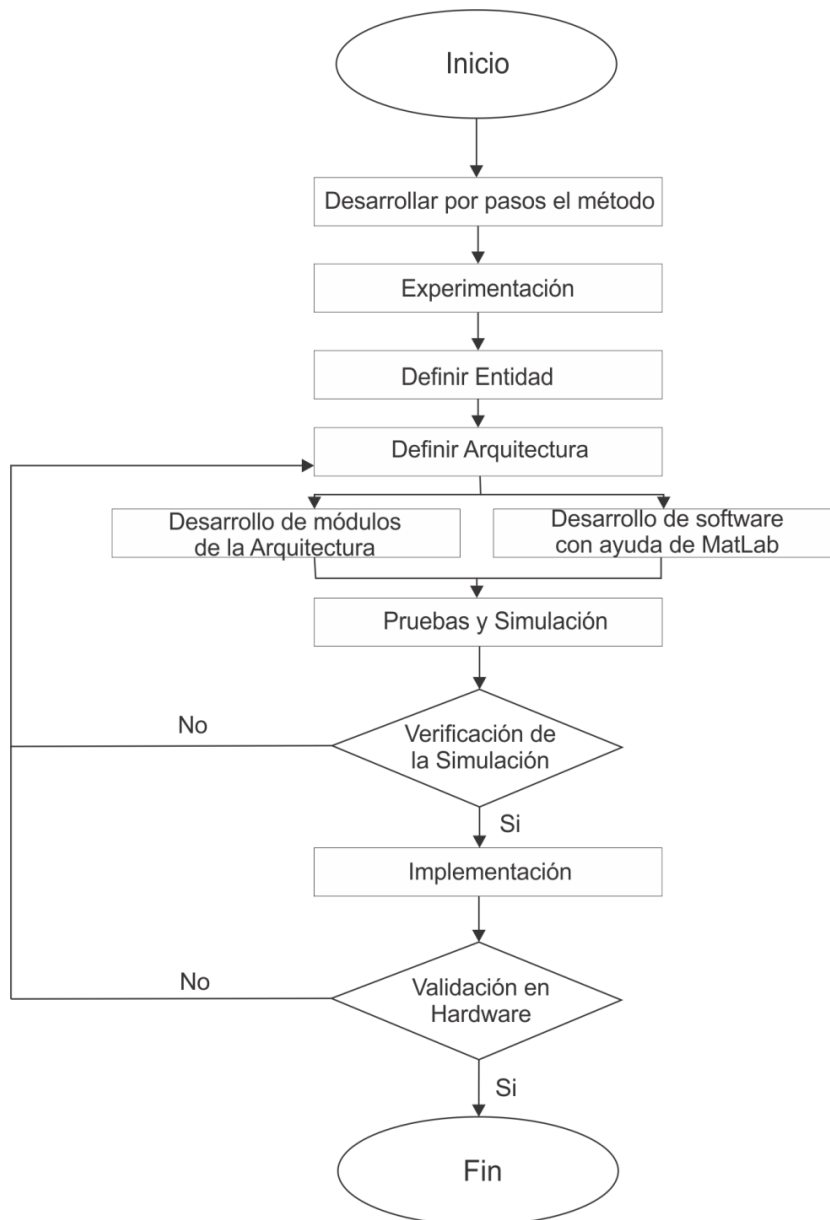 Inicio
Desarrollar por pasos el método
Experimentación
Definir Entidad
Definir Arquitectura
Desarrollo de módulos
de la Arquitectura
Desarrollo de software
con ayuda de MatLab
Pruebas y Simulación
No
Verificación de
la Simulación
Si
Implementación
No
Validación en
Hardware
Si
Fin